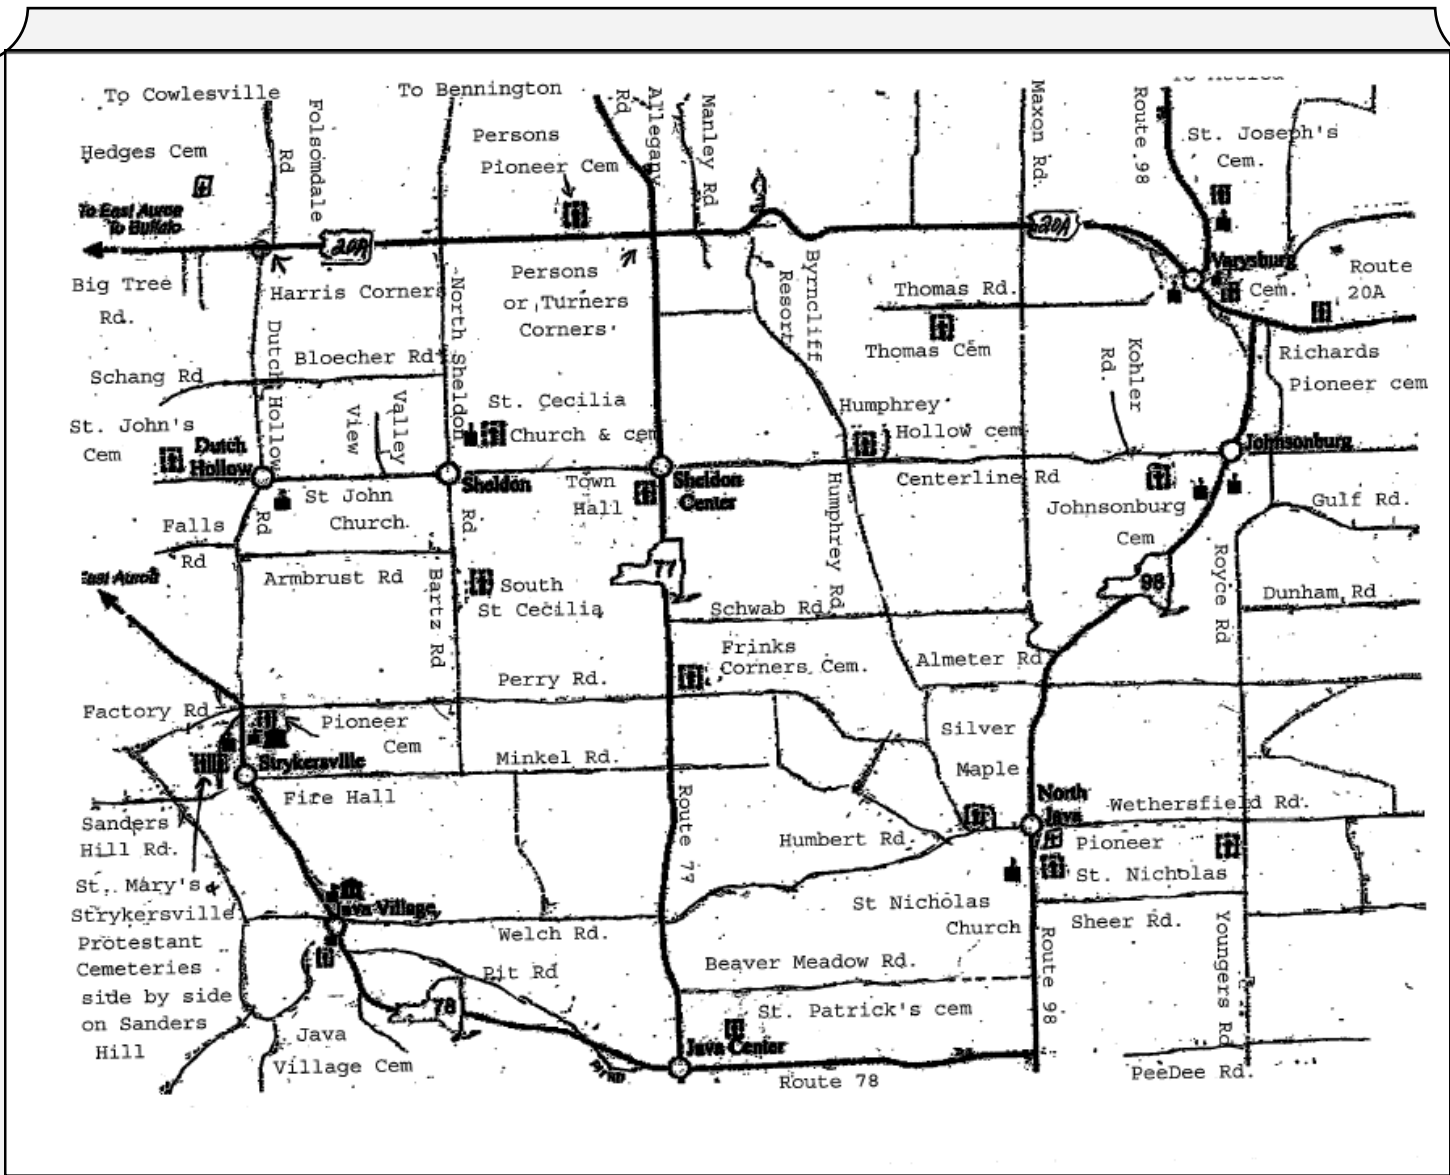 To Cowlesville
To Bennington
Folsomdale
Rd
Rd
Allegany
Manley Rd
Maxon Rd.
Route 98
Hedges Cem
Persons
Pioneer Cem
St. Joseph's
Cem.
To East Auroa
To Buffalo
20A
20A
Big Tree
Rd.
Harris Corners
Persons
or Turners
Corners
Byrncliff
Resort
Thomas Rd.
Thomas Cem
Varysburg
Cem.
Route
20A
North Sheldon
Rd.
Dutch Hollow
Rd
Bloecher Rd
Schang Rd
Valley
View
Kohler
Rd.
Richards
Pioneer cem
St. John's
Cem
Dutch
Hollow
St. Cecilia
Church & cem
Humphrey
Hollow cem
Johnsonburg
Sheldon
Town
Hall
Sheldon
Center
Centerline Rd
St John
Church
Humphrey Rd
Johnsonburg
Cem
Gulf Rd.
Falls
Rd
Armbrust Rd
Bartz Rd
South
St Cecilia
77
98
Royce Rd
Dunham Rd
East Auroa
Schwab Rd
Frinks
Corners Cem.
Almeter Rd
Perry Rd.
Factory Rd
Pioneer
Cem
Silver
Maple
Hill
Strykersville
Minkel Rd.
Fire Hall
North
Java
Wethersfield Rd.
Sanders
Hill Rd.
Route 77
Humbert Rd.
Pioneer
St. Nicholas
St. Mary's &
Strykersville
Protestant
Cemeteries
side by side
on Sanders
Hill
Java Village
Welch Rd.
St Nicholas
Church
Sheer Rd.
Route 98
Youngers Rd
Pit Rd
Beaver Meadow Rd.
78
St. Patrick's cem
Java
Village Cem
Java Center
Pit RD
Route 78
PeeDee Rd.